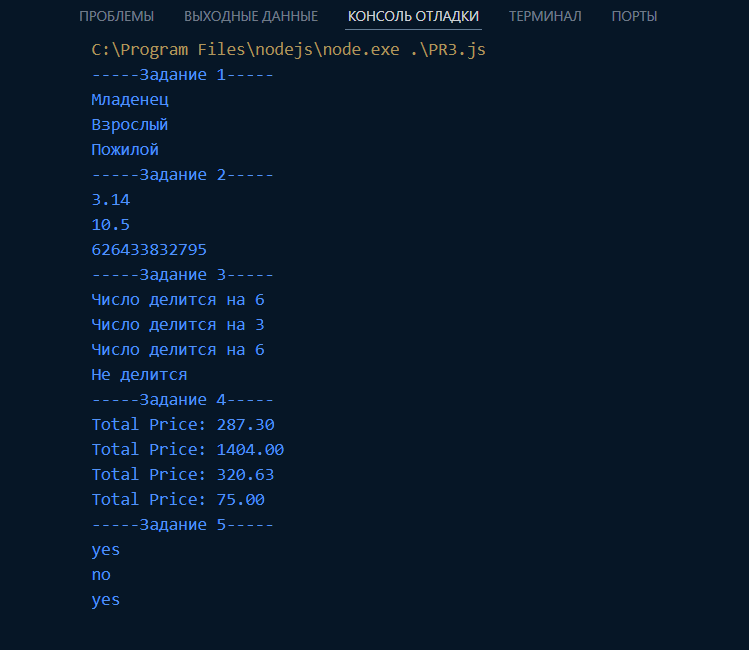 ПРОБЛЕМЫ ВЫХОДНЫЕ ДАННЫЕ КОНСОЛЬ ОТЛАДКИ ТЕРМИНАЛ ПОРТЫ
C:\Program Files\nodejs\node.exe .\PR3.js
-----Задание 1-----
Младенец
Взрослый
Пожилой
-----Задание 2-----
3.14
10.5
626433832795
-----Задание 3-----
Число делится на 6
Число делится на 3
Число делится на 6
Не делится
-----Задание 4-----
Total Price: 287.30
Total Price: 1404.00
Total Price: 320.63
Total Price: 75.00
-----Задание 5-----
yes
no
yes